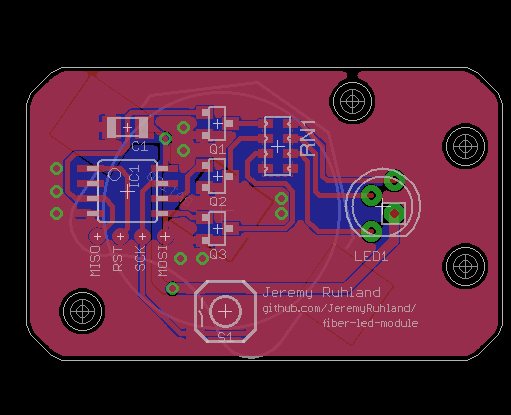 C1
Q1
RN1
IC1
Q2
Q3
MISO
RST
SCK
MOSI
LED1
Jeremy Ruhland
github.com/JeremyRuhland/
fiber-led-module
S1